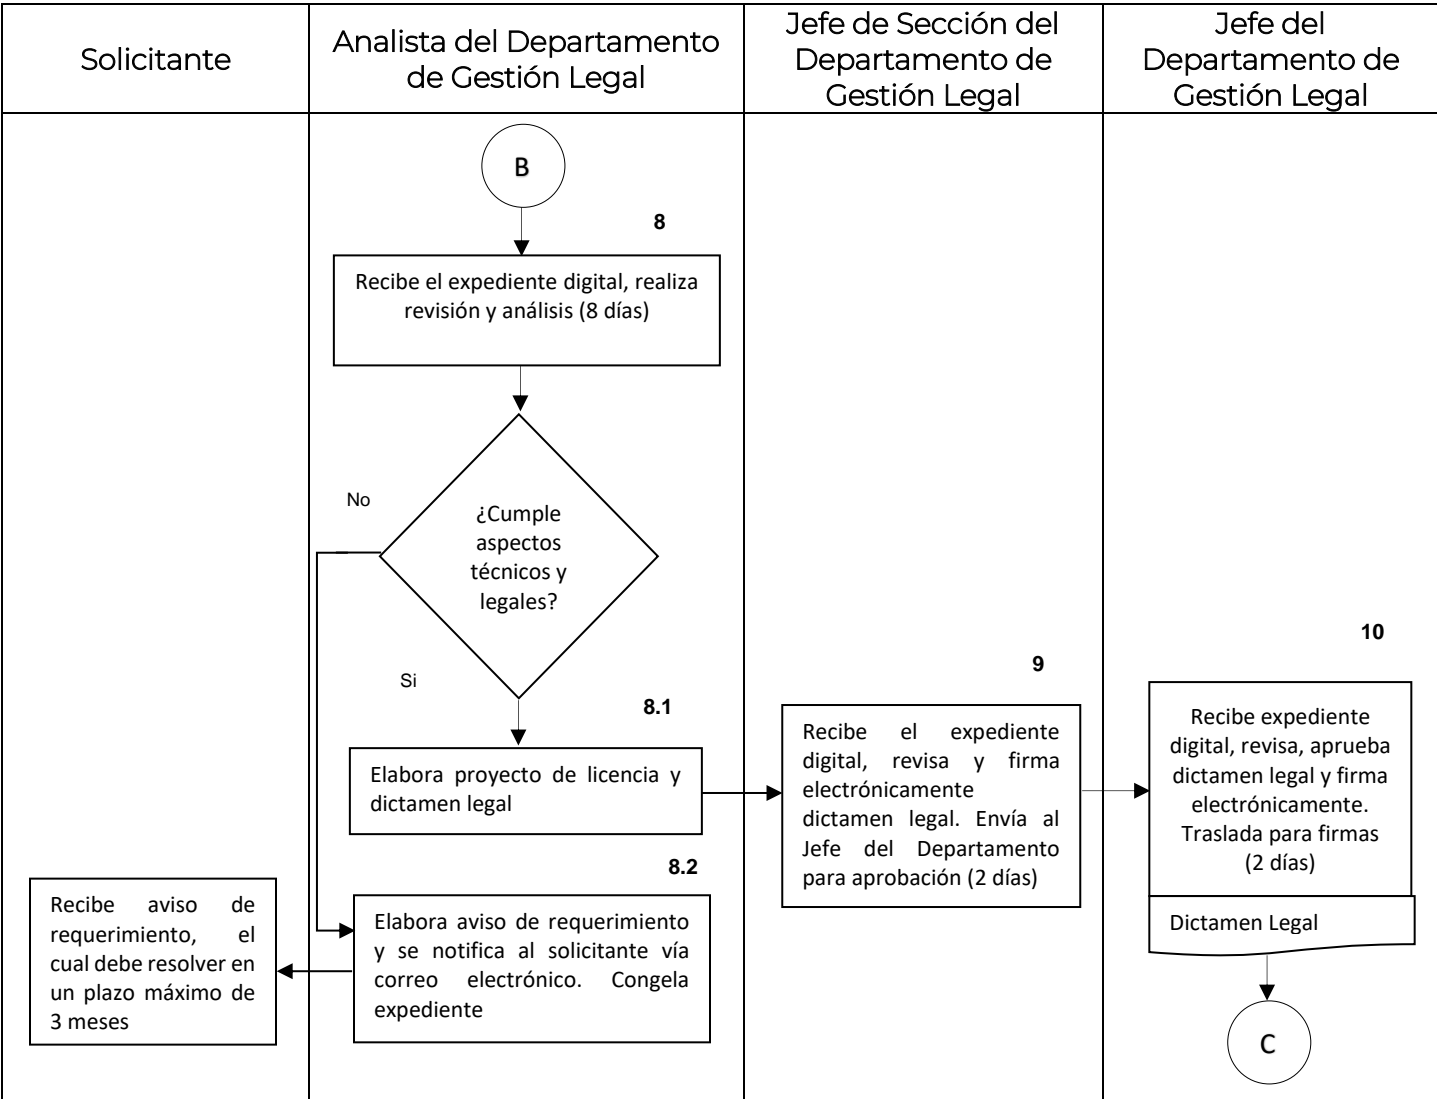 Solicitante
Analista del Departamento
de Gestión Legal
Jefe de Sección del
Departamento de
Gestión Legal
Jefe del
Departamento de
Gestión Legal
B
8
Recibe el expediente digital, realiza
revisión y análisis (8 días)
No
¿Cumple
aspectos
técnicos y
legales?
Si
8.1
Elabora proyecto de licencia y
dictamen legal
8.2
Elabora aviso de requerimiento
y se notifica al solicitante vía
correo electrónico. Congela
expediente
Recibe aviso de
requerimiento, el
cual debe resolver en
un plazo máximo de
3 meses
9
Recibe el expediente
digital, revisa y firma
electrónicamente
dictamen legal. Envía al
Jefe del Departamento
para aprobación (2 días)
10
Recibe expediente
digital, revisa, aprueba
dictamen legal y firma
electrónicamente.
Traslada para firmas
(2 días)
Dictamen Legal
C